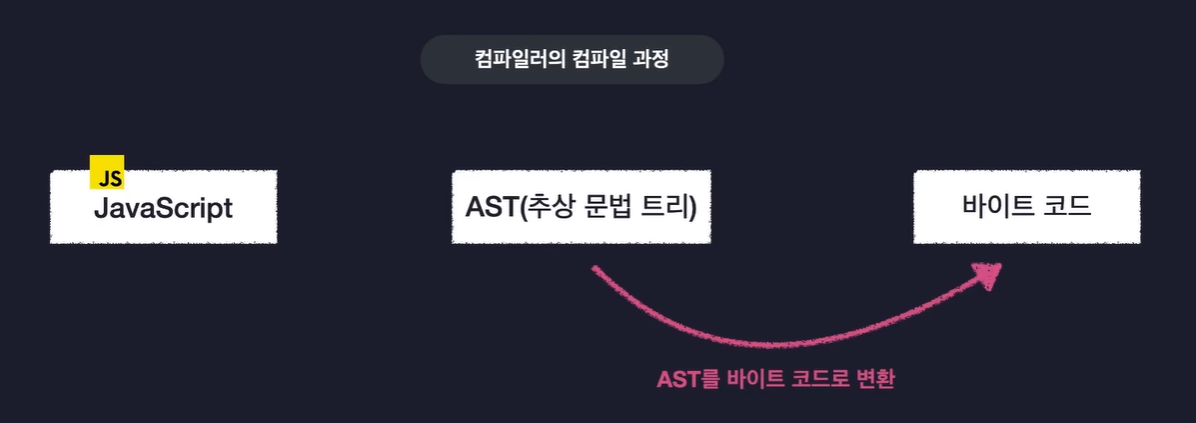 컴파일러의 컴파일 과정
JS
JavaScript
AST(추상 문법 트리)
바이트 코드
AST를 바이트 코드로 변환